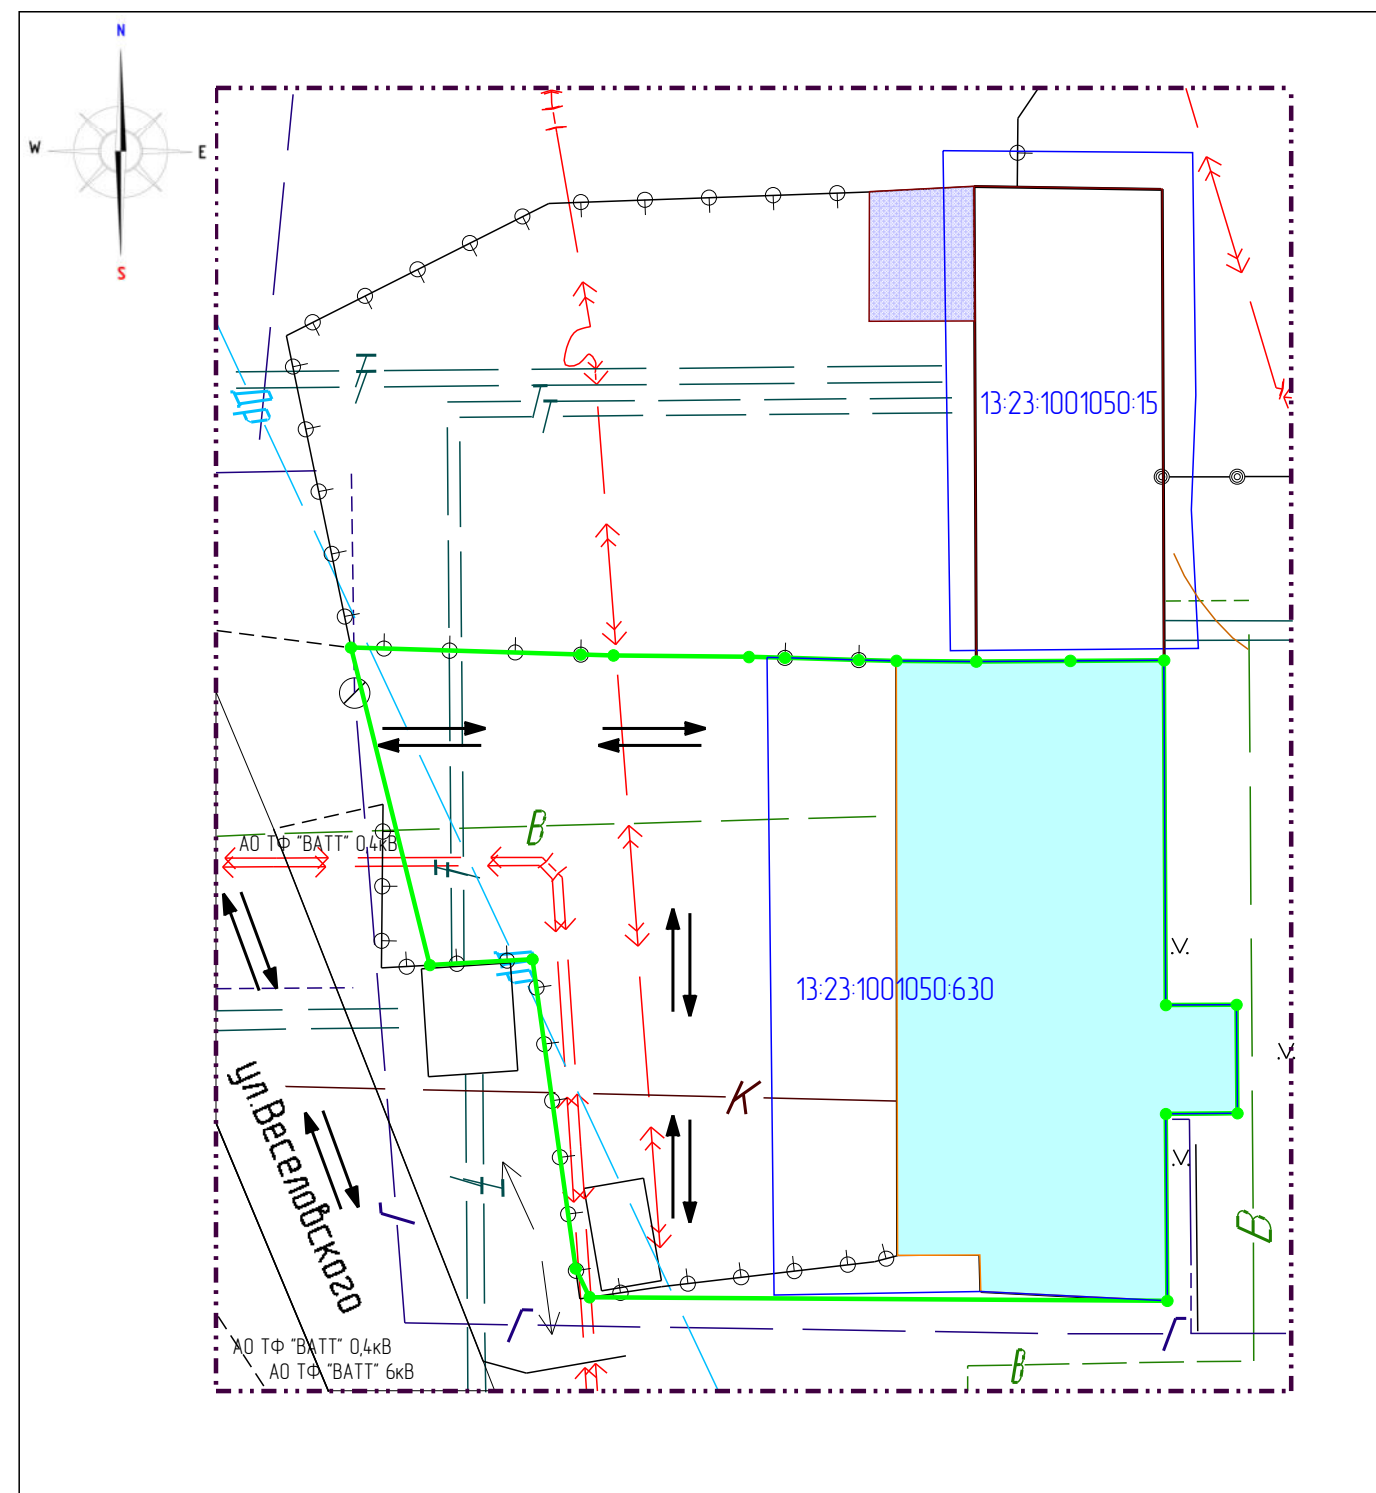 N
W E
S
Т
Др
Т
13:23:1001050:15
В
АО ТФ "ВАТТ" 0,4кВ
.V.
13:23:1001050:630
.V.
ул.Веселовского
К
.V.
В
Г
Г
АО ТФ "ВАТТ" 0,4кВ
АО ТФ "ВАТТ" 6кВ
В